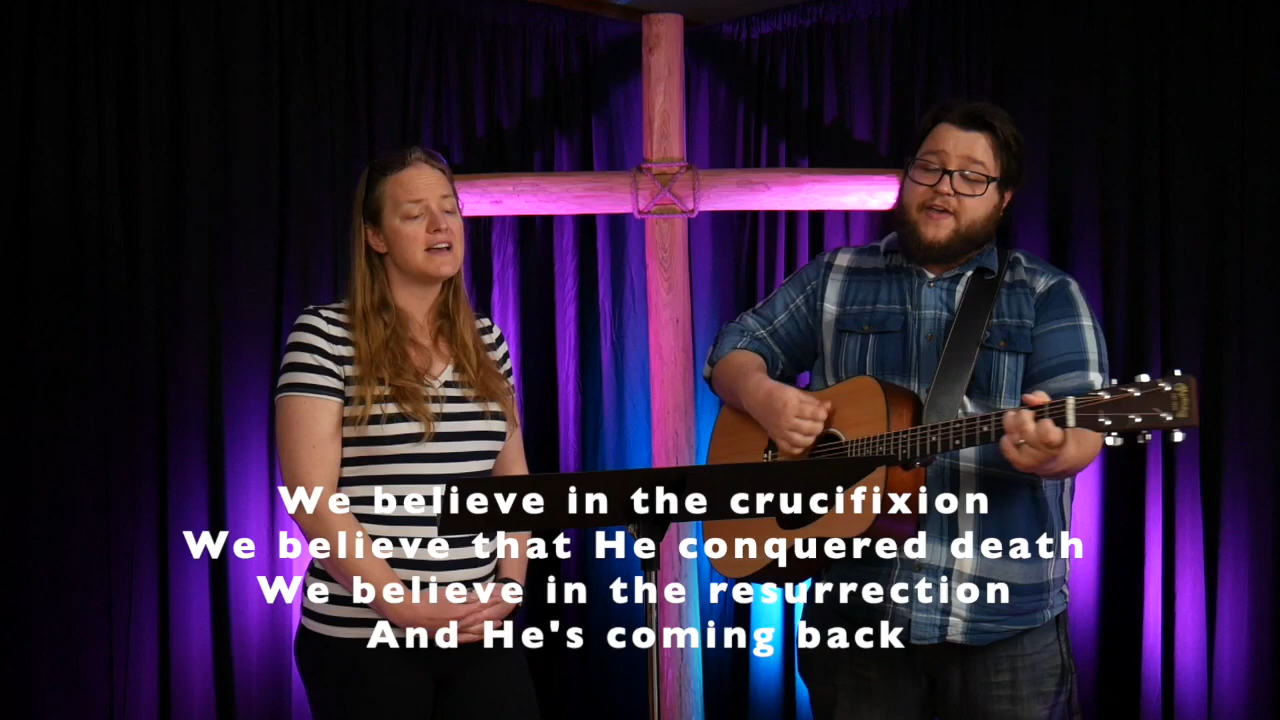 We believe in the crucifixion
We believe that He conquered death
We believe in the resurrection
And He's coming back